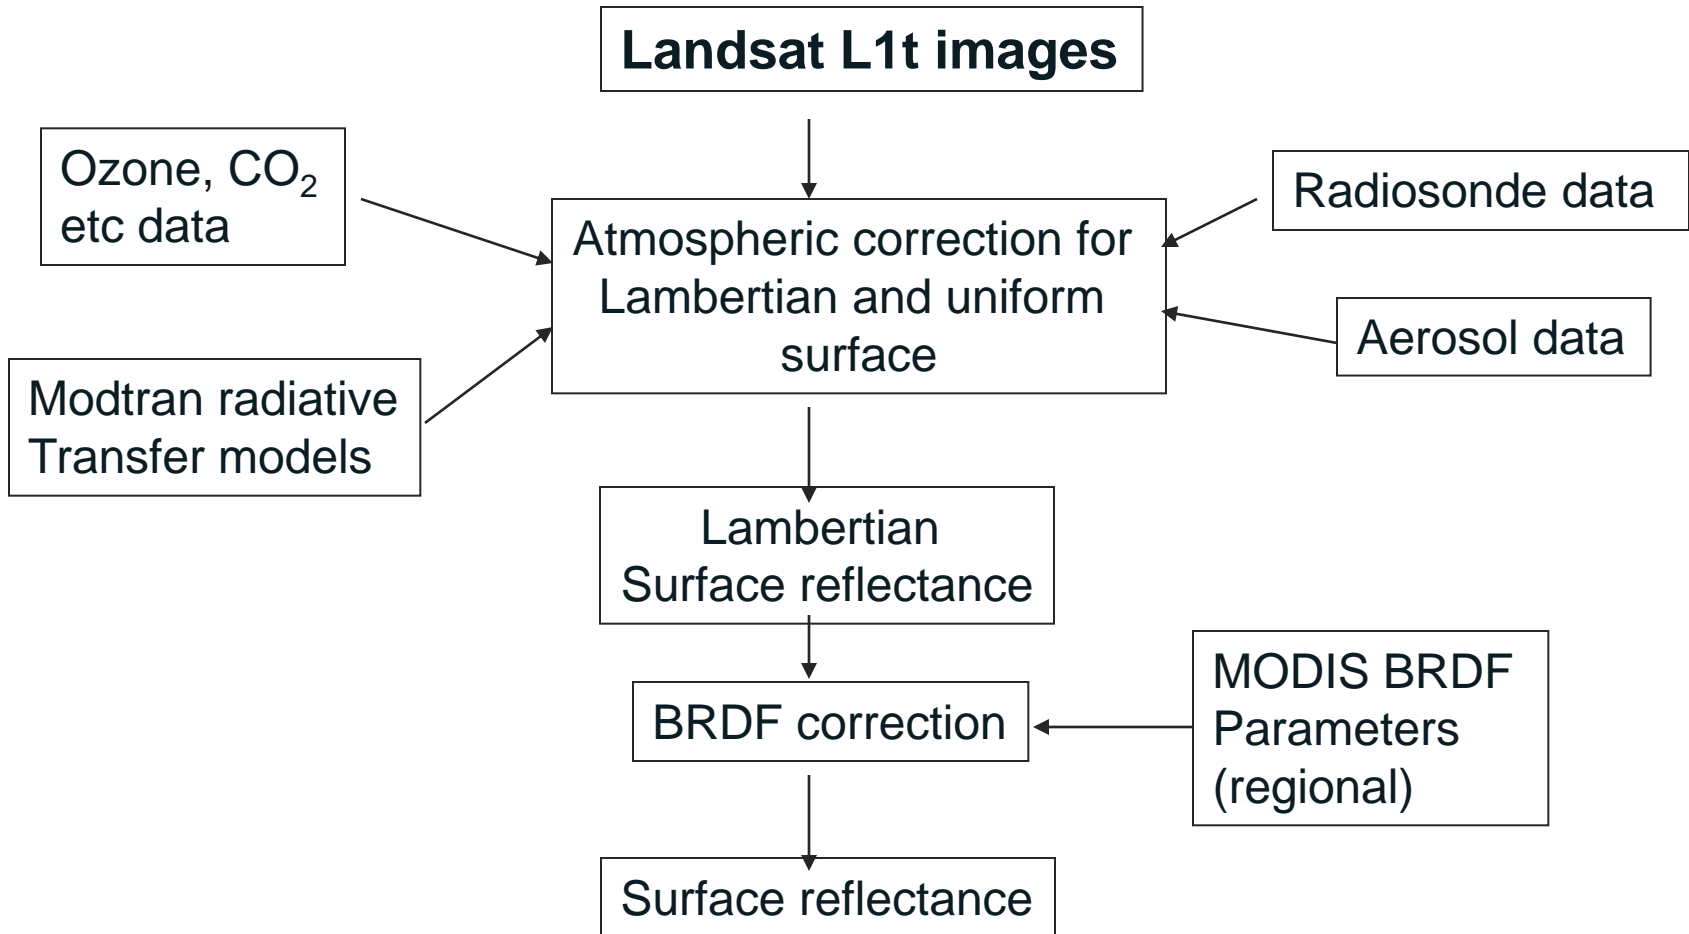 Landsat L1t images
Ozone, CO₂
etc data
Radiosonde data
Atmospheric correction for
Lambertian and uniform
surface
Aerosol data
Modtran radiative
Transfer models
Lambertian
Surface reflectance
BRDF correction
MODIS BRDF
Parameters
(regional)
Surface reflectance